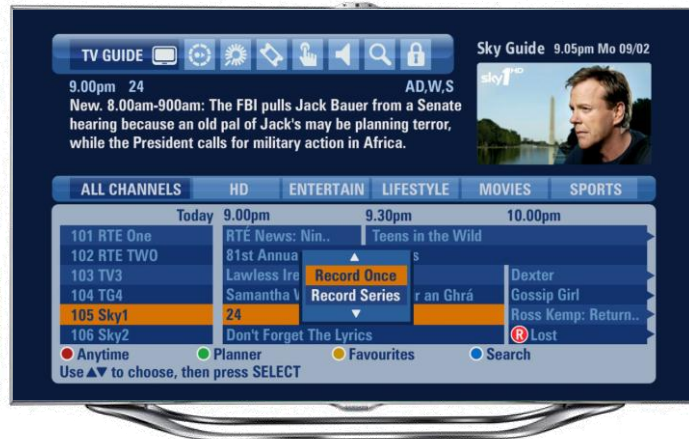 TV GUIDE
Sky Guide 9.05pm Mo 09/02
9.00pm 24 AD,W,S
New. 8.00am-900am: The FBI pulls Jack Bauer from a Senate
hearing because an old pal of Jack's may be planning terror,
while the President calls for military action in Africa.
sky1 HD
ALL CHANNELS HD ENTERTAIN LIFESTYLE MOVIES SPORTS
Today 9.00pm 9.30pm 10.00pm
101 RTE One RTÉ News: Nin.. Teens in the Wild
102 RTE TWO 81st Annua s
103 TV3 Lawless Ire Dexter
Record Once
104 TG4 Samantha r an Ghrá Gossip Girl
Record Series
105 Sky1 24 Ross Kemp: Return..
106 Sky2 Don't Forget The Lyrics R Lost
Anytime Planner Favourites Search
Use ▲▼ to choose, then press SELECT